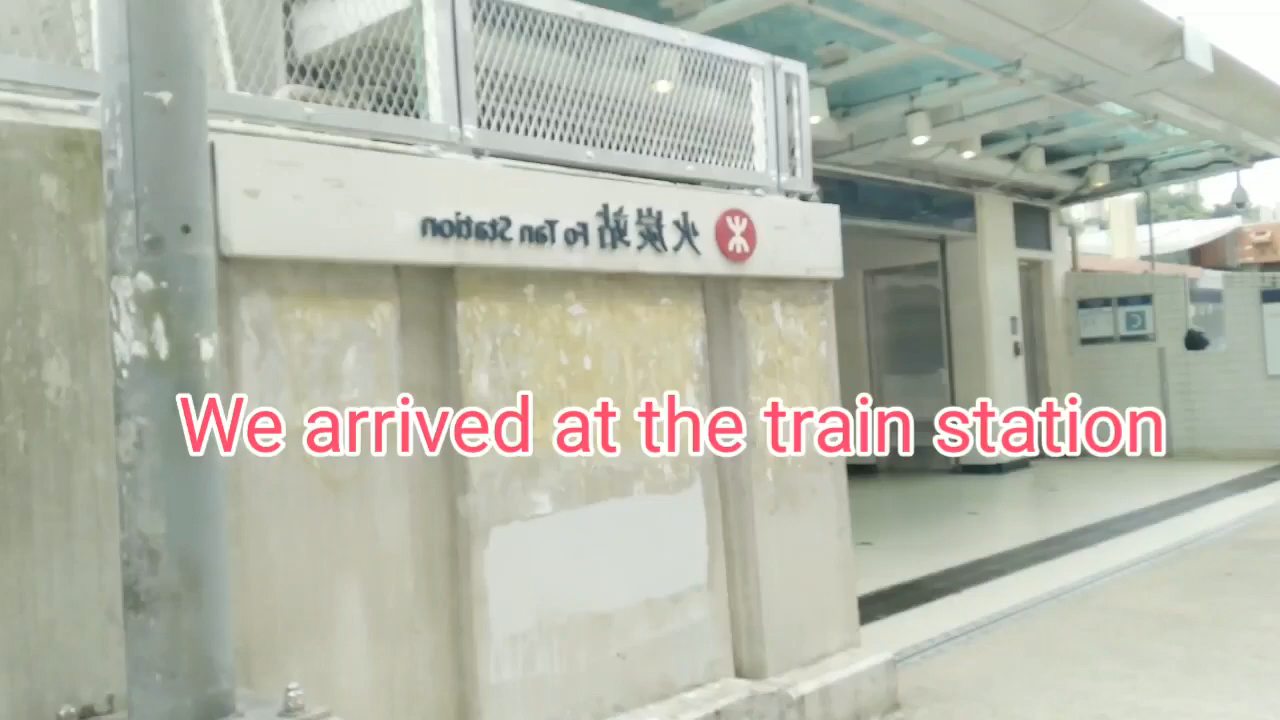 火炭站 Fo Tan Station
We arrived at the train station